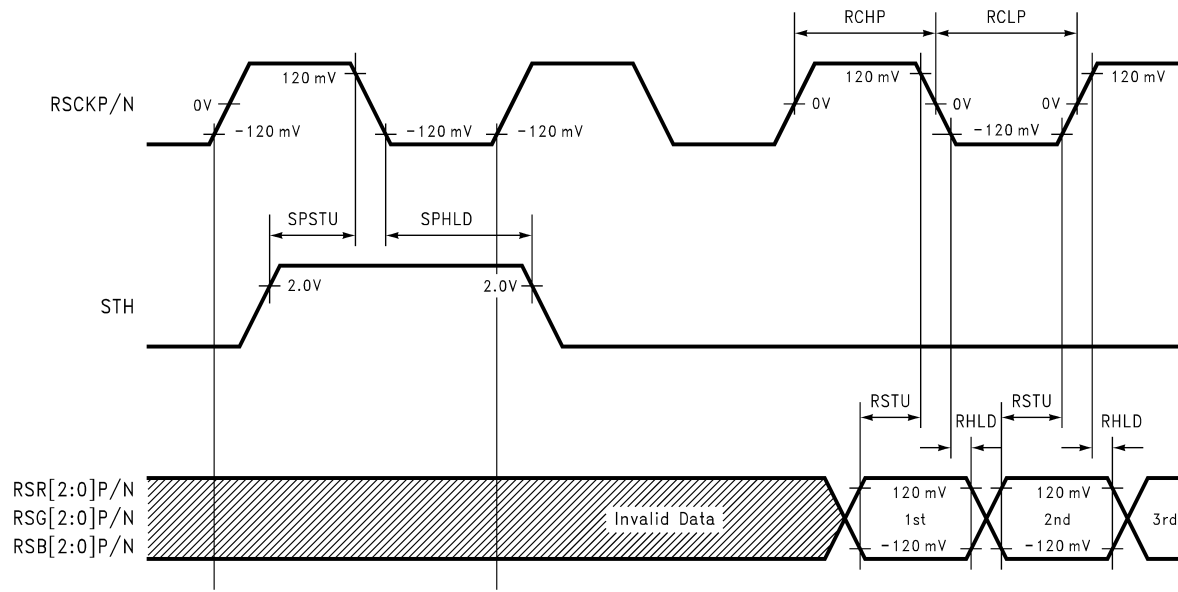 RCHP RCLP
120 mV 120 mV 120 mV
RSCKP/N 0V 0V 0V 0V
-120 mV -120 mV -120 mV -120 mV
SPSTU SPHLD
2.0V 2.0V
STH
RSTU RSTU
RHLD RHLD
RSR[2:0]P/N 120 mV 120 mV
RSG[2:0]P/N Invalid Data 1st 2nd 3rd
RSB[2:0]P/N -120 mV -120 mV